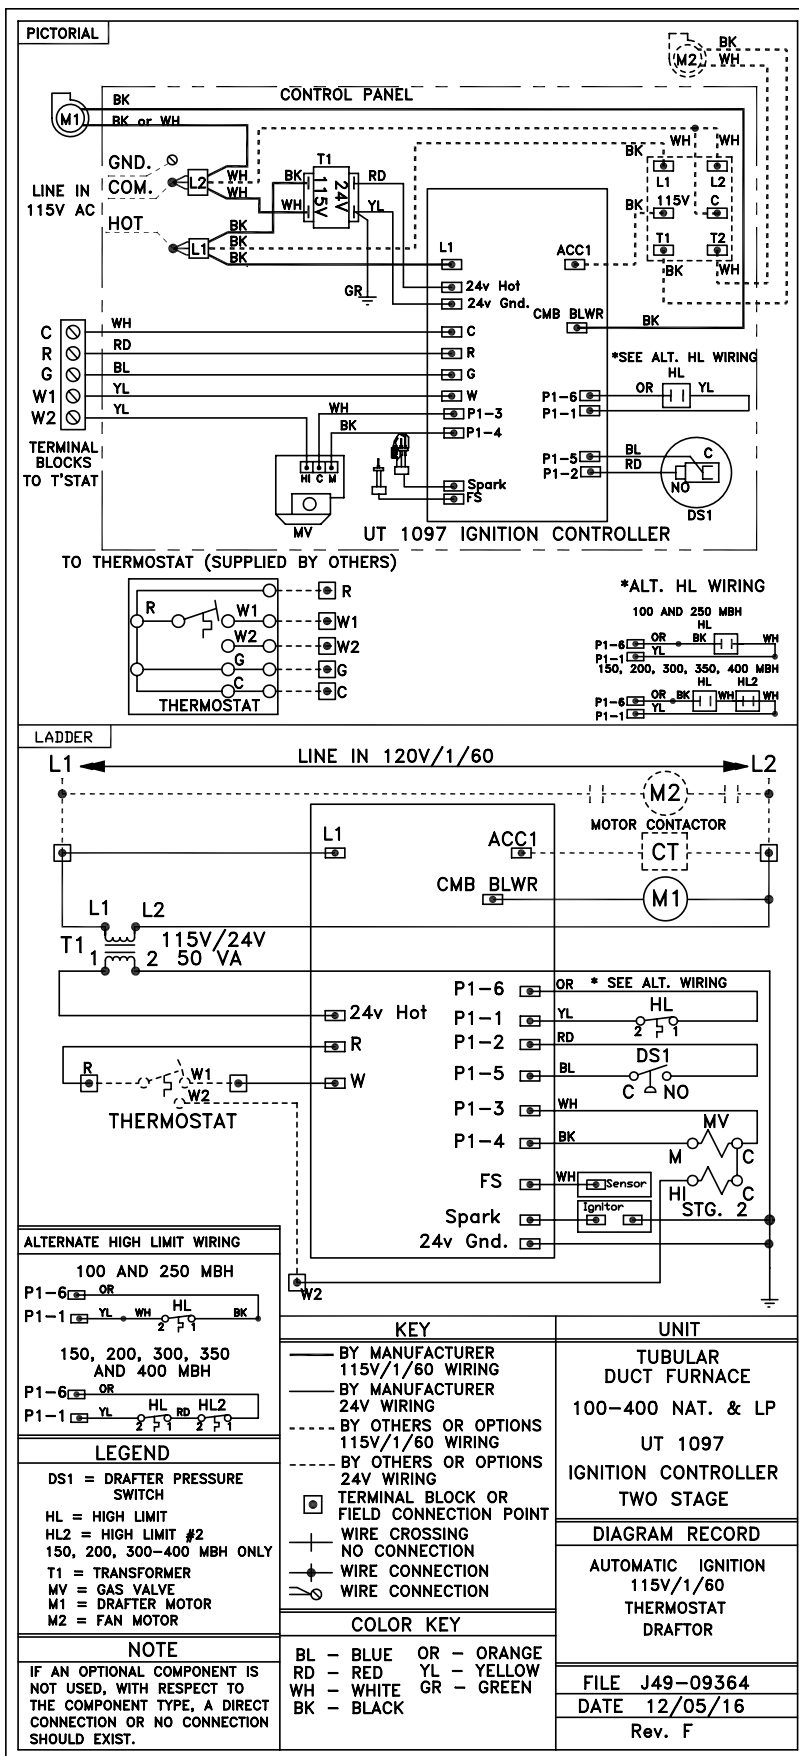 PICTORIAL
BK
WH
M2
CONTROL PANEL
BK
M1
BK or WH
WH
WH
GND.
BK
T1
L2
WH
COM.
WH
BK
RD
L1
L2
LINE IN
115V AC
115V
24V
WH
YL
BK
115V
C
HOT
BK
BK
L1
BK
L1
ACC1
T1
T2
BK
WH
24v Hot
GR
24v Gnd.
CMB BLWR
BK
C
WH
C
R
RD
R
*SEE ALT. HL WIRING
HL
G
BL
G
OR
YL
W1
YL
W
P1-6
P1-1
W2
YL
WH
P1-3
BK
P1-4
TERMINAL
BLOCKS
TO T'STAT
HI C M
BL
C
P1-5
RD
P1-2
NO
Spark
FS
MV
DS1
UT 1097 IGNITION CONTROLLER
TO THERMOSTAT (SUPPLIED BY OTHERS)
R
R
W1
W1
W2
W2
G
G
C
C
THERMOSTAT
*ALT. HL WIRING
100 AND 250 MBH
HL
P1-6
OR
BK
WH
P1-1
YL
150, 200, 300, 350, 400 MBH
HL
HL2
P1-6
OR
BK
WH
WH
P1-1
YL
LADDER
L1
LINE IN 120V/1/60
L2
M2
MOTOR CONTACTOR
L1
ACC1
CT
CMB BLWR
M1
L1
L2
T1
115V/24V
1
2
50 VA
P1-6
OR
* SEE ALT. WIRING
24v Hot
P1-1
YL
HL
2
1
R
P1-2
RD
DS1
R
W1
W
P1-5
BL
C
NO
W2
THERMOSTAT
P1-3
WH
MV
P1-4
BK
M
C
FS
WH
Sensor
HI
C
STG. 2
Spark
Ignitor
24v Gnd.
W2
ALTERNATE HIGH LIMIT WIRING
100 AND 250 MBH
P1-6
OR
P1-1
YL
WH
HL
BK
2
1
150, 200, 300, 350
AND 400 MBH
P1-6
OR
P1-1
YL
HL
RD
HL2
2
1
2
1
LEGEND
DS1 = DRAFTER PRESSURE
SWITCH
HL = HIGH LIMIT
HL2 = HIGH LIMIT #2
150, 200, 300-400 MBH ONLY
T1 = TRANSFORMER
MV = GAS VALVE
M1 = DRAFTER MOTOR
M2 = FAN MOTOR
NOTE
IF AN OPTIONAL COMPONENT IS
NOT USED, WITH RESPECT TO
THE COMPONENT TYPE, A DIRECT
CONNECTION OR NO CONNECTION
SHOULD EXIST.
KEY
BY MANUFACTURER
115V/1/60 WIRING
BY MANUFACTURER
24V WIRING
BY OTHERS OR OPTIONS
115V/1/60 WIRING
BY OTHERS OR OPTIONS
24V WIRING
TERMINAL BLOCK OR
FIELD CONNECTION POINT
WIRE CROSSING
NO CONNECTION
WIRE CONNECTION
WIRE CONNECTION
COLOR KEY
BL - BLUE OR - ORANGE
RD - RED YL - YELLOW
WH - WHITE GR - GREEN
BK - BLACK
UNIT
TUBULAR
DUCT FURNACE
100-400 NAT. & LP
UT 1097
IGNITION CONTROLLER
TWO STAGE
DIAGRAM RECORD
AUTOMATIC IGNITION
115V/1/60
THERMOSTAT
DRAFTOR
FILE J49-09364
DATE 12/05/16
Rev. F